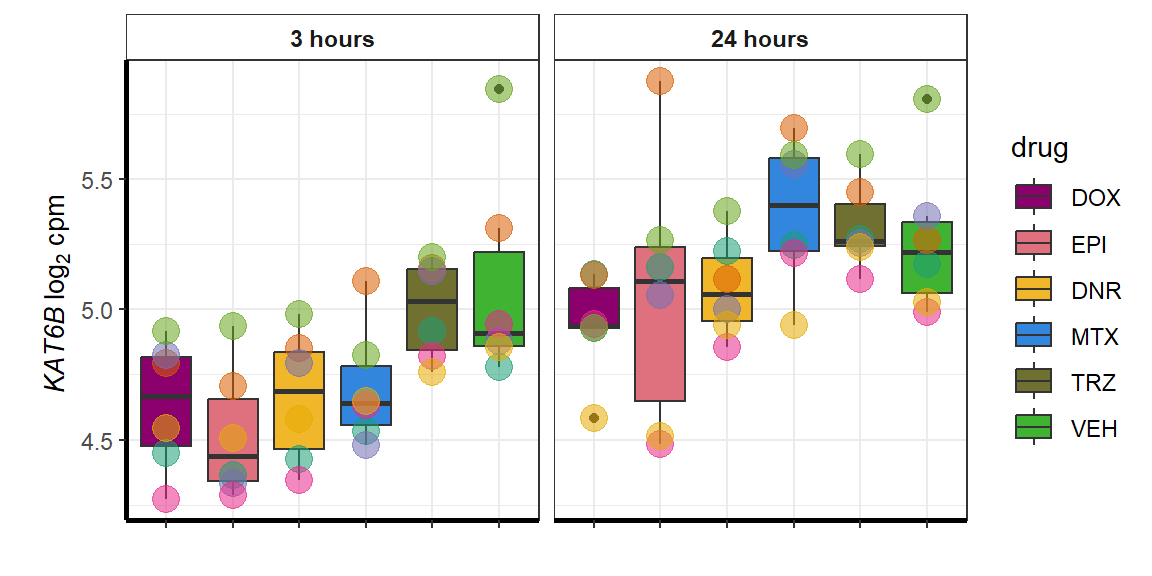 3 hours
24 hours
KAT6B log2 cpm
5.5
5.0
4.5
drug
DOX
EPI
DNR
MTX
TRZ
VEH